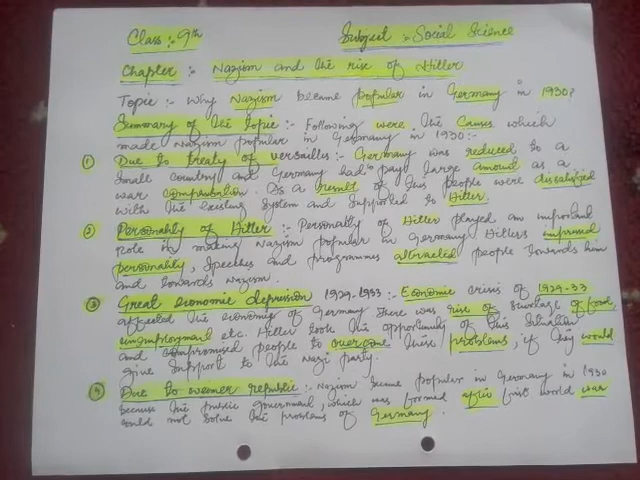 Class :- 9th Subject :- Social Science
Chapter :- Nazism and the rise of Hitler
Topic :- Why Nazism became popular in Germany in 1930?
Summary of the topic :- Following were the causes which
made Nazism popular in Germany in 1930:-
① Due to treaty of versailles :- Germany was reduced to a
small country and Germany had pay large amount as a
war . As a result of this people were
with the existing system and supported to Hitler.
② Personality of Hitler :- Personality of Hitler played an important
role in making Nazism popular in Germany Hitlers
personality, speeches and programmes attracted people towards him
and towards Nazism.
③ Great economic depression 1929-1933 :- Economic crisis of 1929-33
affected the economy of Germany there was rise of shortage of food,
unemployment etc. Hitler took the opportunity of this situation
and people to overcome these problems, if they would
give support to the Nazi party.
④ Due to republic :- Nazism became popular in Germany in 1930
because the public government, which was formed after first world war
could not solve the problems of Germany.